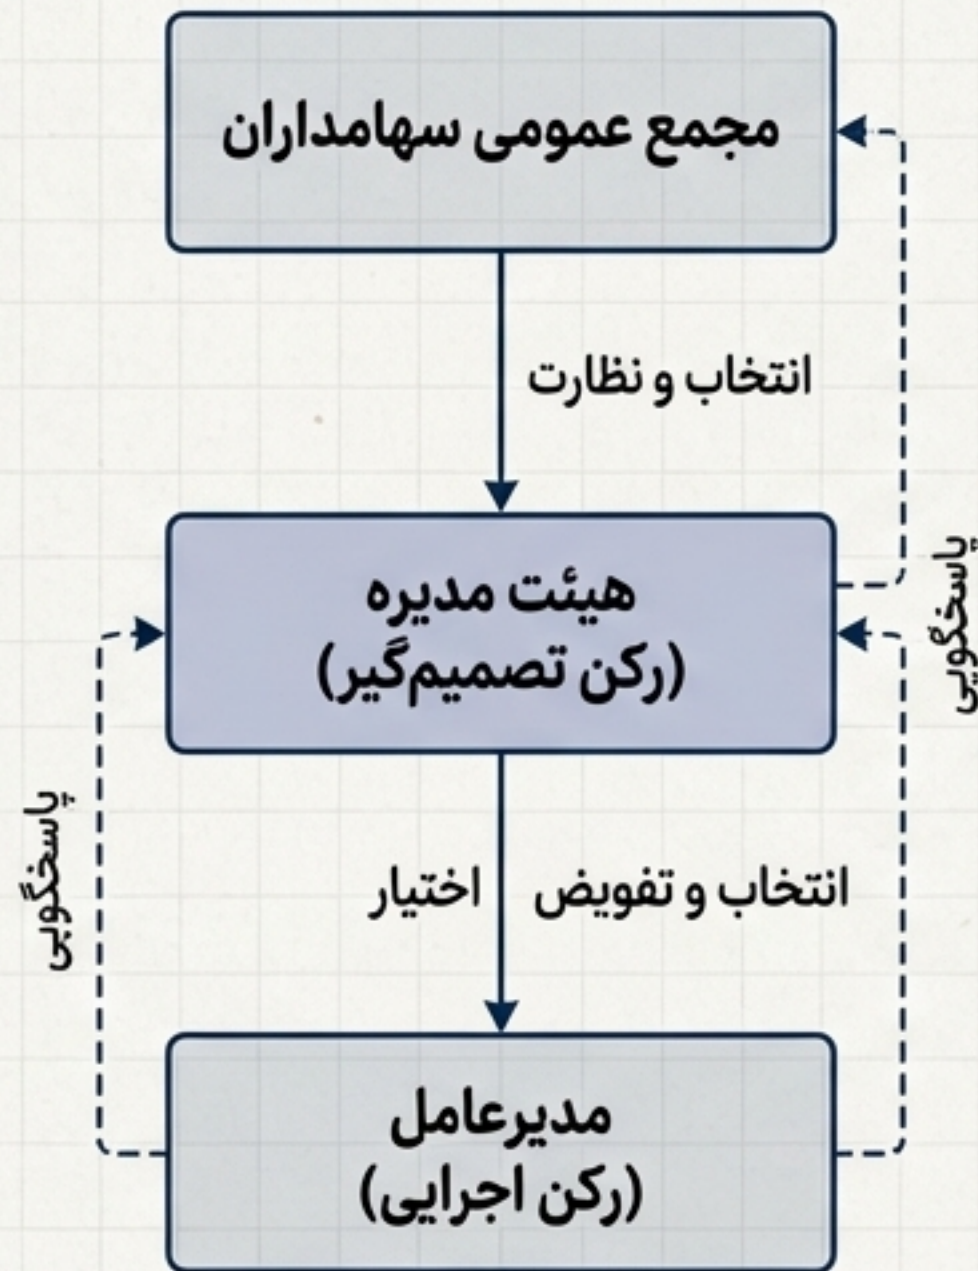 مجمع عمومی سهامداران
انتخاب و نظارت
هیئت مدیره
(رکن تصمیم‌گیر)
پاسخگویی
پاسخگویی
انتخاب و تفویض اختیار
مدیرعامل
(رکن اجرایی)